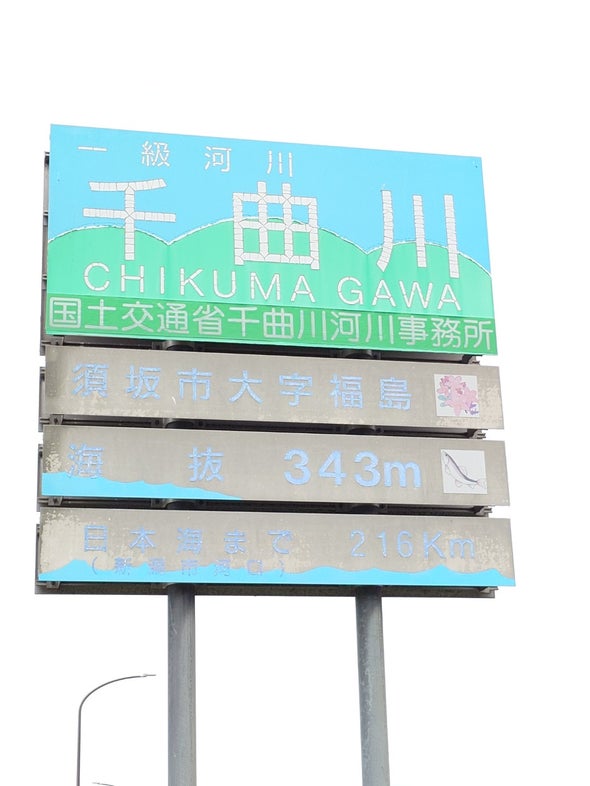 一級河川
千曲川
CHIKUMA GAWA
国土交通省千曲川河川事務所
須坂市大字福島
海抜 343m
日本海まで 216Km
(新潟市河口)